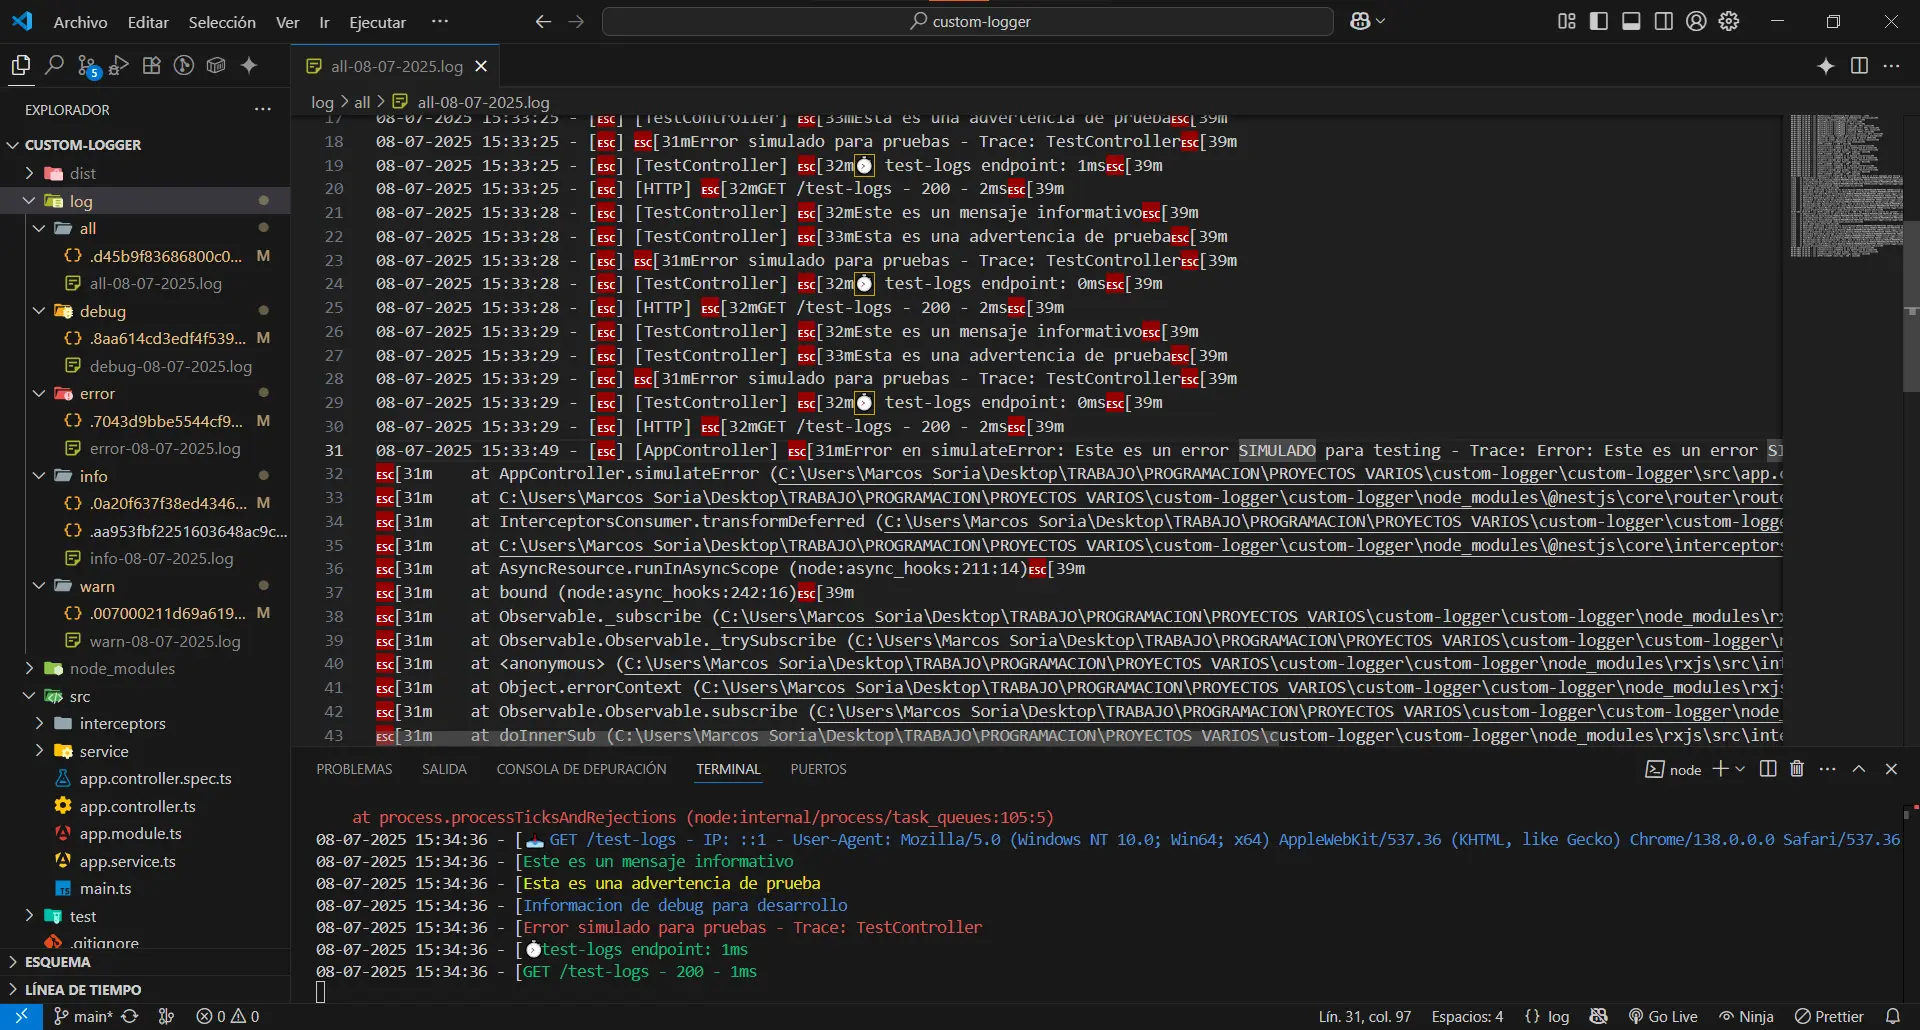 Archivo Editar Selección Ver Ir Ejecutar ··· custom-logger
5
EXPLORADOR ···
CUSTOM-LOGGER
dist
log
all
.d45b9f83686800c0... M
all-08-07-2025.log
debug
.8aa614cd3edf4f539... M
debug-08-07-2025.log
error
.7043d9bbe5544cf9... M
error-08-07-2025.log
info
.0a20f637f38ed4346... M
.aa953fbf2251603648ac9c...
info-08-07-2025.log
warn
.007000211d69a619... M
warn-08-07-2025.log
node_modules
src
interceptors
service
app.controller.spec.ts
app.controller.ts
app.module.ts
app.service.ts
TS main.ts
test
.gitignore
ESQUEMA
LÍNEA DE TIEMPO
all-08-07-2025.log
log > all > all-08-07-2025.log
17 08-07-2025 15:33:25 - [ESC] [TestController] ESC[33mEsta es una advertencia de pruebaESC[39m
18 08-07-2025 15:33:25 - [ESC] ESC[31mError simulado para pruebas - Trace: TestControllerESC[39m
19 08-07-2025 15:33:25 - [ESC] [TestController] ESC[32m⏱ test-logs endpoint: 1msESC[39m
20 08-07-2025 15:33:25 - [ESC] [HTTP] ESC[32mGET /test-logs - 200 - 2msESC[39m
21 08-07-2025 15:33:28 - [ESC] [TestController] ESC[32mEste es un mensaje informativoESC[39m
22 08-07-2025 15:33:28 - [ESC] [TestController] ESC[33mEsta es una advertencia de pruebaESC[39m
23 08-07-2025 15:33:28 - [ESC] ESC[31mError simulado para pruebas - Trace: TestControllerESC[39m
24 08-07-2025 15:33:28 - [ESC] [TestController] ESC[32m⏱ test-logs endpoint: 0msESC[39m
25 08-07-2025 15:33:28 - [ESC] [HTTP] ESC[32mGET /test-logs - 200 - 2msESC[39m
26 08-07-2025 15:33:29 - [ESC] [TestController] ESC[32mEste es un mensaje informativoESC[39m
27 08-07-2025 15:33:29 - [ESC] [TestController] ESC[33mEsta es una advertencia de pruebaESC[39m
28 08-07-2025 15:33:29 - [ESC] ESC[31mError simulado para pruebas - Trace: TestControllerESC[39m
29 08-07-2025 15:33:29 - [ESC] [TestController] ESC[32m⏱ test-logs endpoint: 0msESC[39m
30 08-07-2025 15:33:29 - [ESC] [HTTP] ESC[32mGET /test-logs - 200 - 2msESC[39m
31 08-07-2025 15:33:49 - [ESC] [AppController] ESC[31mError en simulateError: Este es un error SIMULADO para testing - Trace: Error: Este es un error S
32 ESC[31m at AppController.simulateError (C:\Users\Marcos Soria\Desktop\TRABAJO\PROGRAMACION\PROYECTOS VARIOS\custom-logger\custom-logger\src\app.c
33 ESC[31m at C:\Users\Marcos Soria\Desktop\TRABAJO\PROGRAMACION\PROYECTOS VARIOS\custom-logger\custom-logger\node_modules\@nestjs\core\router\route
34 ESC[31m at InterceptorsConsumer.transformDeferred (C:\Users\Marcos Soria\Desktop\TRABAJO\PROGRAMACION\PROYECTOS VARIOS\custom-logger\custom-logge
35 ESC[31m at C:\Users\Marcos Soria\Desktop\TRABAJO\PROGRAMACION\PROYECTOS VARIOS\custom-logger\custom-logger\node_modules\@nestjs\core\interceptors
36 ESC[31m at AsyncResource.runInAsyncScope (node:async_hooks:211:14)ESC[39m
37 ESC[31m at bound (node:async_hooks:242:16)ESC[39m
38 ESC[31m at Observable._subscribe (C:\Users\Marcos Soria\Desktop\TRABAJO\PROGRAMACION\PROYECTOS VARIOS\custom-logger\custom-logger\node_modules\rx
39 ESC[31m at Observable.Observable._trySubscribe (C:\Users\Marcos Soria\Desktop\TRABAJO\PROGRAMACION\PROYECTOS VARIOS\custom-logger\custom-logger\n
40 ESC[31m at <anonymous> (C:\Users\Marcos Soria\Desktop\TRABAJO\PROGRAMACION\PROYECTOS VARIOS\custom-logger\custom-logger\node_modules\rxjs\src\int
41 ESC[31m at Object.errorContext (C:\Users\Marcos Soria\Desktop\TRABAJO\PROGRAMACION\PROYECTOS VARIOS\custom-logger\custom-logger\node_modules\rxjs
42 ESC[31m at Observable.Observable.subscribe (C:\Users\Marcos Soria\Desktop\TRABAJO\PROGRAMACION\PROYECTOS VARIOS\custom-logger\custom-logger\node_
43 ESC[31m at doInnerSub (C:\Users\Marcos Soria\Desktop\TRABAJO\PROGRAMACION\PROYECTOS VARIOS\custom-logger\custom-logger\node_modules\rxjs\src\inte
PROBLEMAS SALIDA CONSOLA DE DEPURACIÓN TERMINAL PUERTOS node
at process.processTicksAndRejections (node:internal/process/task_queues:105:5)
08-07-2025 15:34:36 - [📥 GET /test-logs - IP: ::1 - User-Agent: Mozilla/5.0 (Windows NT 10.0; Win64; x64) AppleWebKit/537.36 (KHTML, like Gecko) Chrome/138.0.0.0 Safari/537.36
08-07-2025 15:34:36 - [Este es un mensaje informativo
08-07-2025 15:34:36 - [Esta es una advertencia de prueba
08-07-2025 15:34:36 - [Informacion de debug para desarrollo
08-07-2025 15:34:36 - [Error simulado para pruebas - Trace: TestController
08-07-2025 15:34:36 - [⏱test-logs endpoint: 1ms
08-07-2025 15:34:36 - [GET /test-logs - 200 - 1ms
main* 0 0 Lín. 31, col. 97 Espacios: 4 {} log Go Live Ninja Prettier